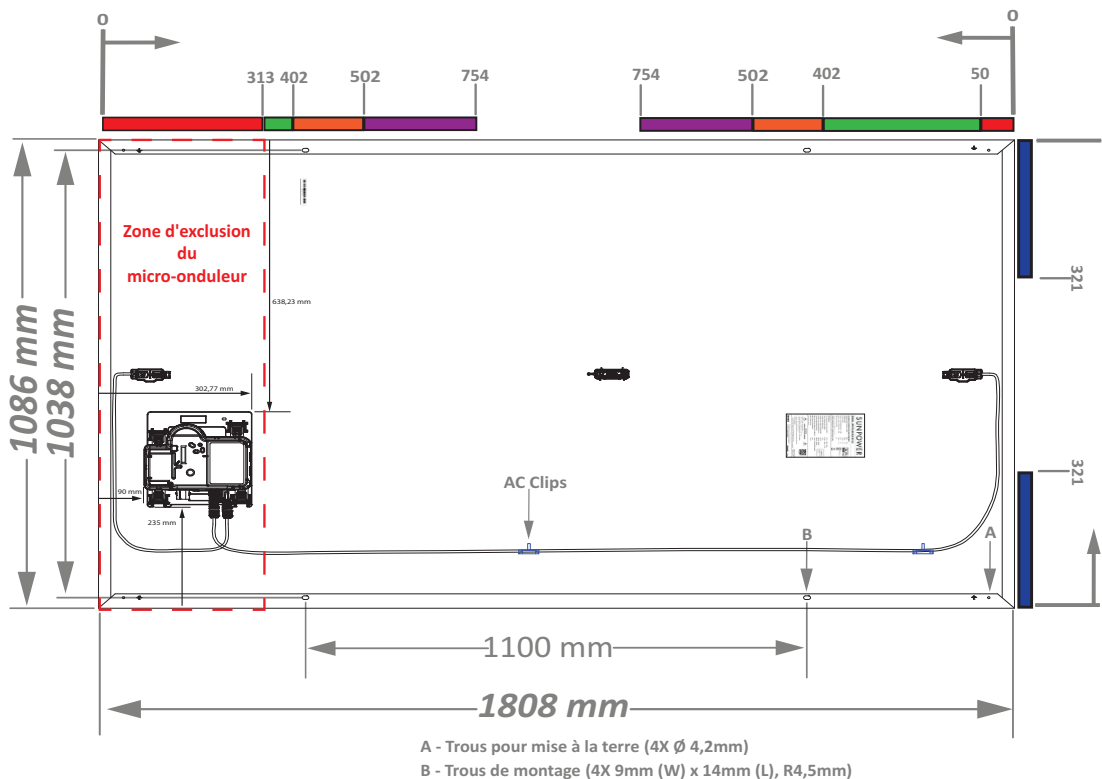 0
0
313 402 502 754
754 502 402 50
Zone d'exclusion
du
micro-onduleur
638,23 mm
321
1086 mm
1038 mm
302,77 mm
SUNPOWER
321
90 mm
235 mm
AC Clips
B
A
1100 mm
1808 mm
A - Trous pour mise à la terre (4X Ø 4,2mm)
B - Trous de montage (4X 9mm (W) x 14mm (L), R4,5mm)